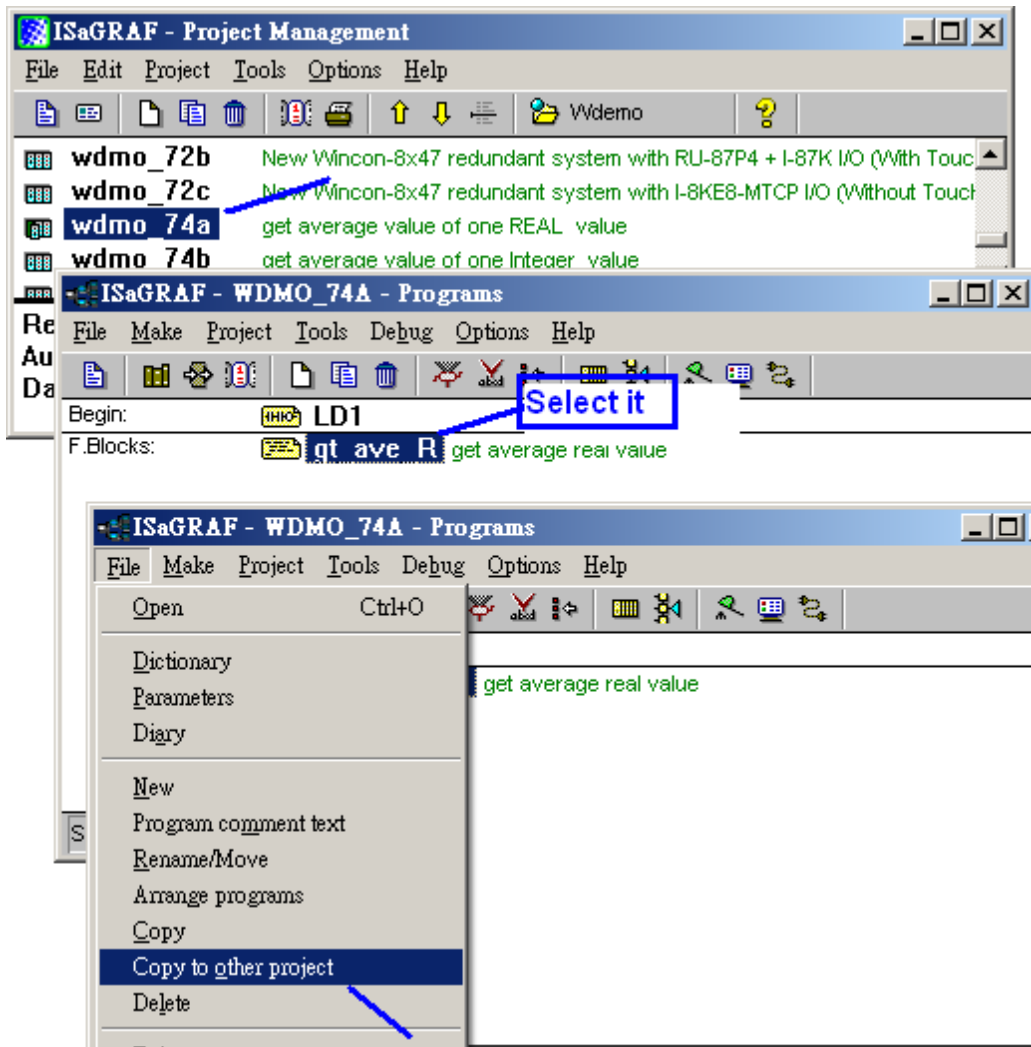 ISaGRAF - Project Management
File Edit Project Tools Options Help
Wdemo
wdmo_72b New Wincon-8x47 redundant system with RU-87P4 + I-87K I/O (With Touc
wdmo_72c New Wincon-8x47 redundant system with I-8KE8-MTCP I/O (Without Touch
wdmo_74a get average value of one REAL value
wdmo_74b get average value of one Integer value
Re
Au
Da
ISaGRAF - WDMO_74A - Programs
File Make Project Tools Debug Options Help
Select it
Begin: LD1
F.Blocks: gt_ave_R get average real value
S
ISaGRAF - WDMO_74A - Programs
File Make Project Tools Debug Options Help
get average real value
Open Ctrl+O
Dictionary
Parameters
Diary
New
Program comment text
Rename/Move
Arrange programs
Copy
Copy to other project
Delete